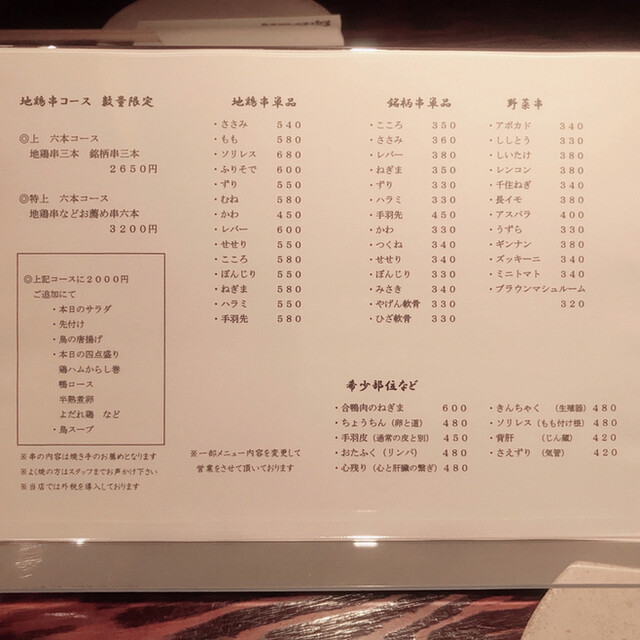 地鶏串コース 数量限定
◎上 六本コース
地鶏串三本 銘柄串三本
2650円
◎特上 六本コース
地鶏串などお薦め串六本
3200円
◎上記コースに2000円
ご追加にて
・本日のサラダ
・先付け
・鳥の唐揚げ
・本日の四点盛り
鶏ハムからし巻
鴨ロース
半熟煮卵
よだれ鶏 など
・鳥スープ
※串の内容は焼き手のお薦めとなります
※よく焼の方はスタッフまでお声かけ下さい
※当店では外税を導入しております
地鶏串単品
・ささみ 540
・もも 580
・ソリレス 680
・ふりそで 600
・ずり 550
・むね 580
・かわ 450
・レバー 600
・せせり 550
・こころ 580
・ぼんじり 550
・ねぎま 580
・ハラミ 550
・手羽先 580
※一部メニュー内容を変更して
営業をさせて頂いております
銘柄串単品
・こころ 350
・ささみ 360
・レバー 380
・ねぎま 350
・ずり 330
・ハラミ 330
・手羽先 450
・かわ 330
・つくね 340
・せせり 340
・ぼんじり 330
・みさき 340
・やげん軟骨 330
・ひざ軟骨 330
野菜串
・アボカド 340
・ししとう 330
・しいたけ 380
・レンコン 380
・千住ねぎ 340
・長イモ 380
・アスパラ 400
・うずら 330
・ギンナン 380
・ズッキーニ 340
・ミニトマト 340
・ブラウンマシュルーム
320
希少部位など
・合鴨肉のねぎま 600
・ちょうちん（卵と道） 480
・手羽皮（通常の皮と別） 450
・おたふく（リンパ） 480
・心残り（心と肝臓の繋ぎ）480
・きんちゃく （生殖器）480
・ソリレス（もも付け根）480
・背肝 （じん臓）420
・さえずり （気管）420